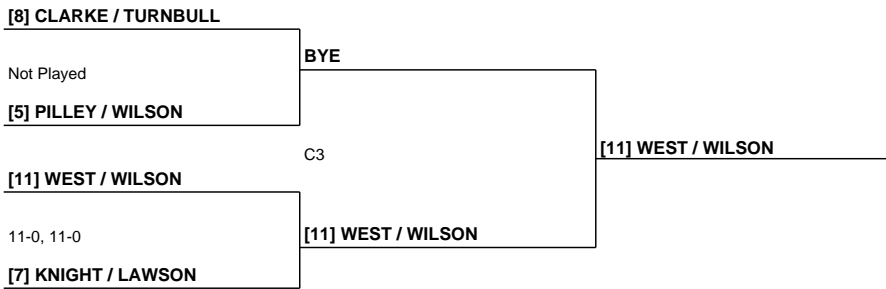 [8] CLARKE / TURNBULL
BYE
Not Played
[5] PILLEY / WILSON
C3
[11] WEST / WILSON
[11] WEST / WILSON
11-0, 11-0
[11] WEST / WILSON
[7] KNIGHT / LAWSON